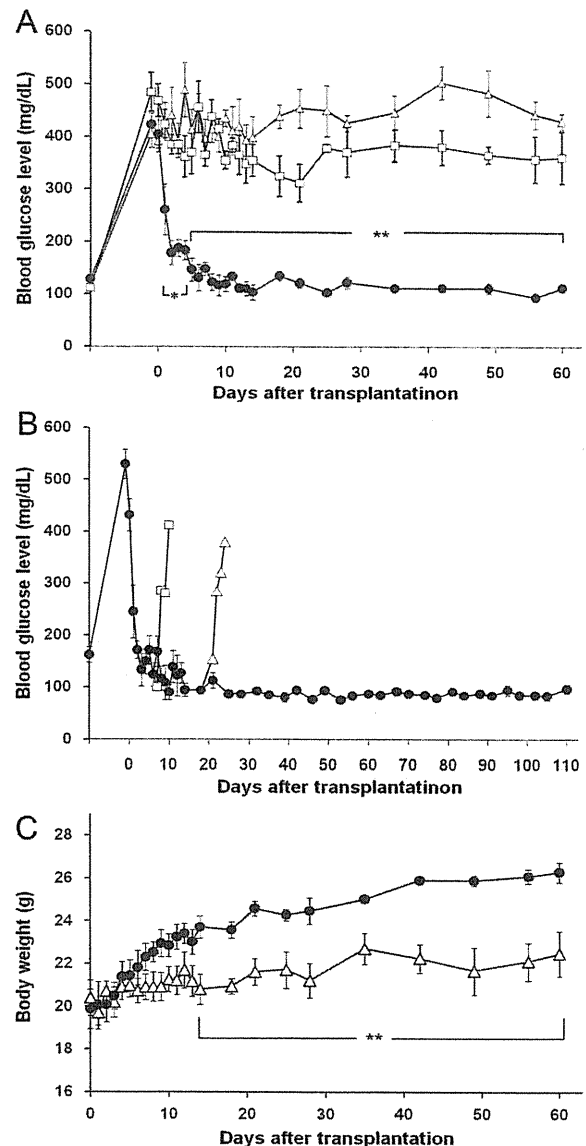 A
Blood glucose level (mg/dL)
600
500
400
300
200
100
0
**
*
0 10 20 30 40 50 60
Days after transplantatinon
B
Blood glucose level (mg/dL)
600
500
400
300
200
100
0
0 10 20 30 40 50 60 70 80 90 100 110
Days after transplantatinon
C
Body weight (g)
28
26
24
22
20
18
16
**
0 10 20 30 40 50 60
Days after transplantation